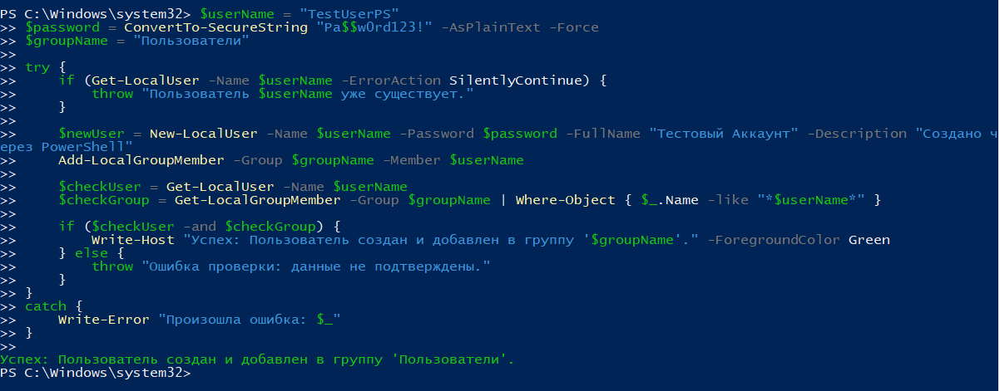 PS C:\Windows\system32> $userName = "TestUserPS"
>> $password = ConvertTo-SecureString "Pa$$w0rd123!" -AsPlainText -Force
>> $groupName = "Пользователи"
>>
>> try {
>>     if (Get-LocalUser -Name $userName -ErrorAction SilentlyContinue) {
>>         throw "Пользователь $userName уже существует."
>>     }
>>
>>     $newUser = New-LocalUser -Name $userName -Password $password -FullName "Тестовый Аккаунт" -Description "Создано ч
ерез PowerShell"
>>     Add-LocalGroupMember -Group $groupName -Member $userName
>>
>>     $checkUser = Get-LocalUser -Name $userName
>>     $checkGroup = Get-LocalGroupMember -Group $groupName | Where-Object { $_.Name -like "*$userName*" }
>>
>>     if ($checkUser -and $checkGroup) {
>>         Write-Host "Успех: Пользователь создан и добавлен в группу '$groupName'." -ForegroundColor Green
>>     } else {
>>         throw "Ошибка проверки: данные не подтверждены."
>>     }
>> }
>> catch {
>>     Write-Error "Произошла ошибка: $_"
>> }
>>
Успех: Пользователь создан и добавлен в группу 'Пользователи'.
PS C:\Windows\system32>